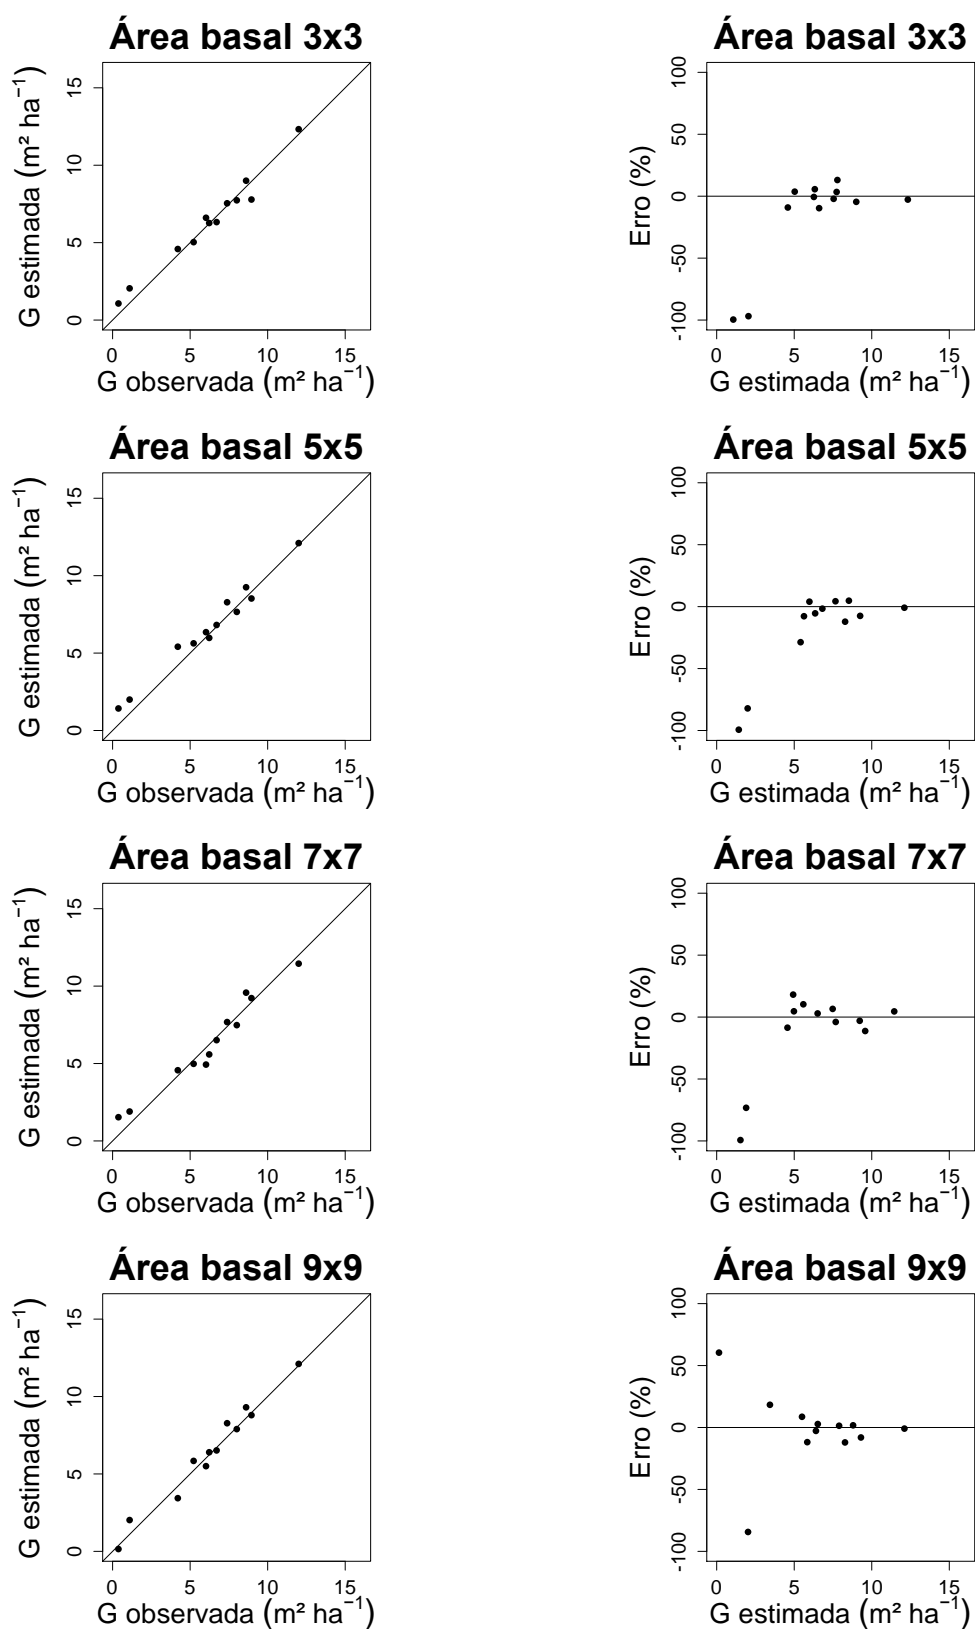 Área basal 3x3
G estimada (m² ha⁻¹)
15
10
5
0
0 5 10 15
G observada (m² ha⁻¹)
Área basal 3x3
Erro (%)
100
50
0
-50
-100
0 5 10 15
G estimada (m² ha⁻¹)
Área basal 5x5
G estimada (m² ha⁻¹)
15
10
5
0
0 5 10 15
G observada (m² ha⁻¹)
Área basal 5x5
Erro (%)
100
50
0
-50
-100
0 5 10 15
G estimada (m² ha⁻¹)
Área basal 7x7
G estimada (m² ha⁻¹)
15
10
5
0
0 5 10 15
G observada (m² ha⁻¹)
Área basal 7x7
Erro (%)
100
50
0
-50
-100
0 5 10 15
G estimada (m² ha⁻¹)
Área basal 9x9
G estimada (m² ha⁻¹)
15
10
5
0
0 5 10 15
G observada (m² ha⁻¹)
Área basal 9x9
Erro (%)
100
50
0
-50
-100
0 5 10 15
G estimada (m² ha⁻¹)